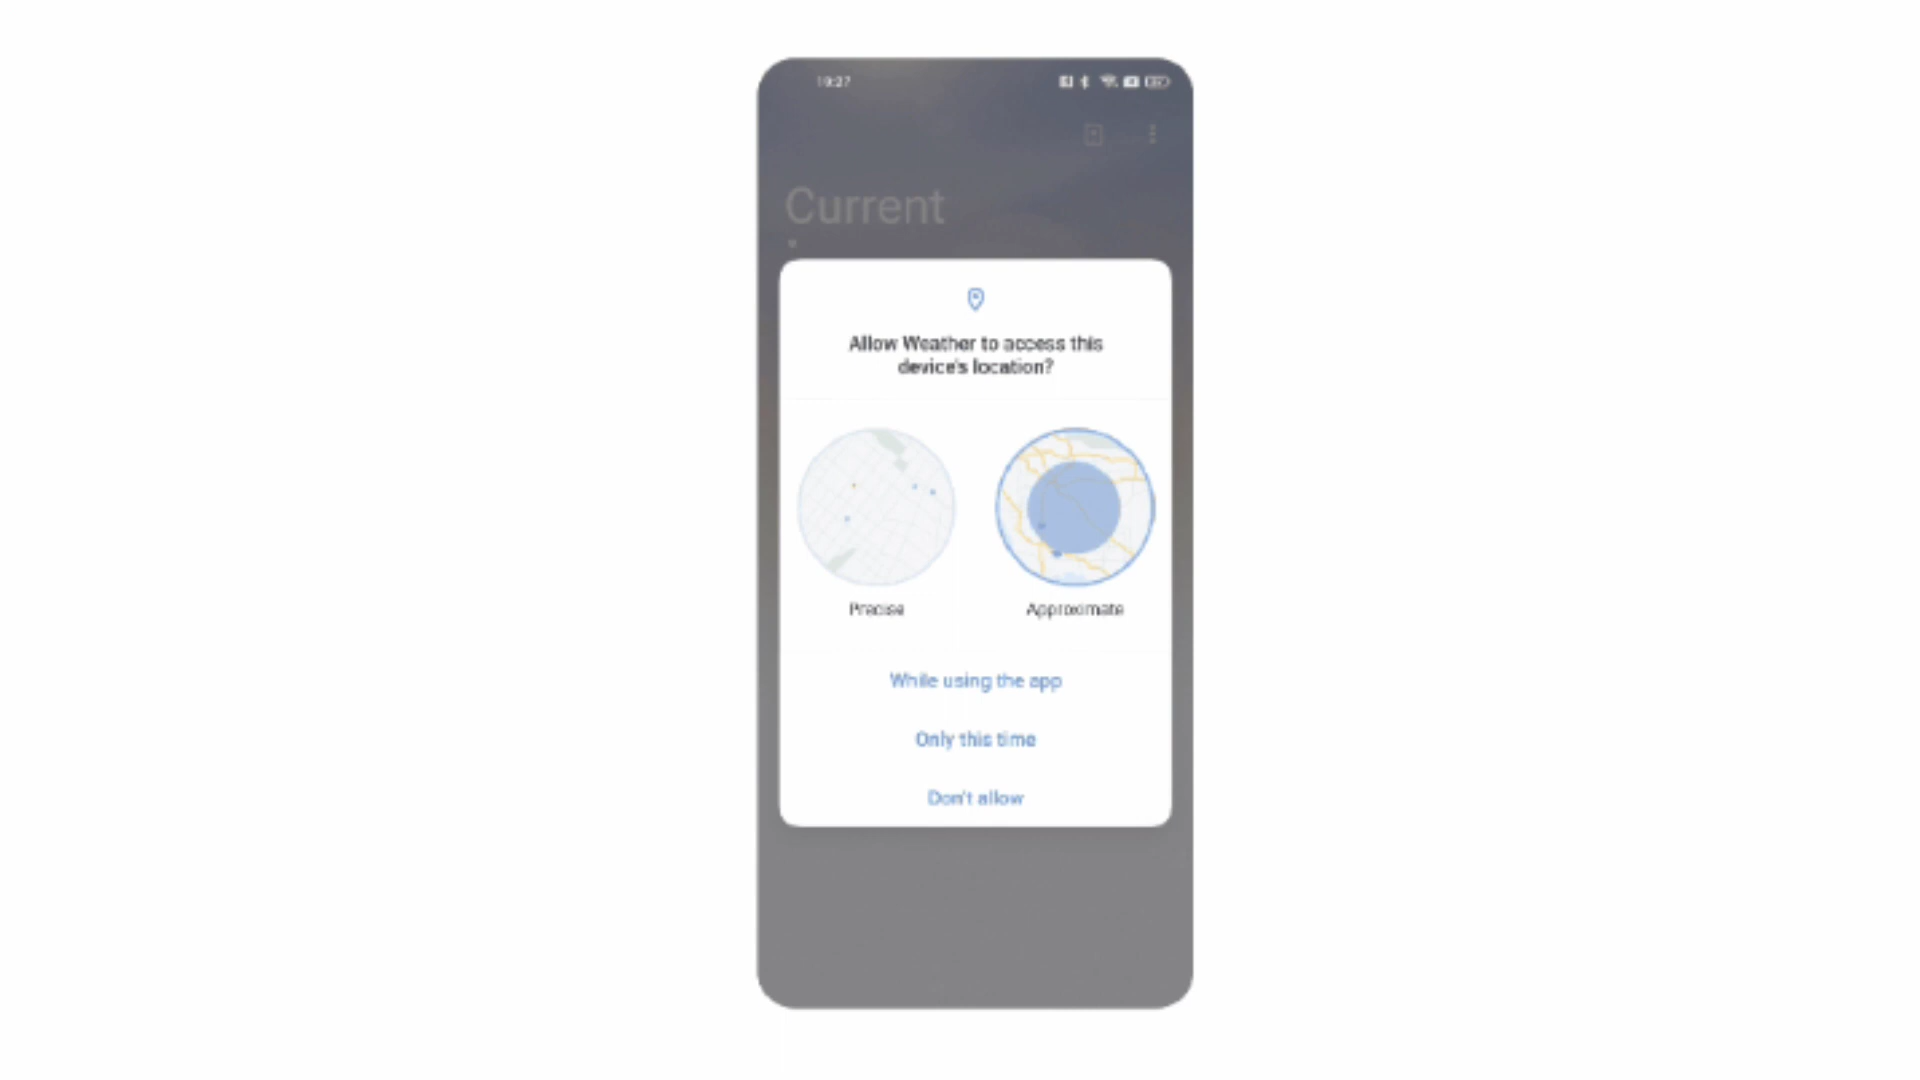 19:27
Current
Allow Weather to access this
device's location?
Precise
Approximate
While using the app
Only this time
Don't allow